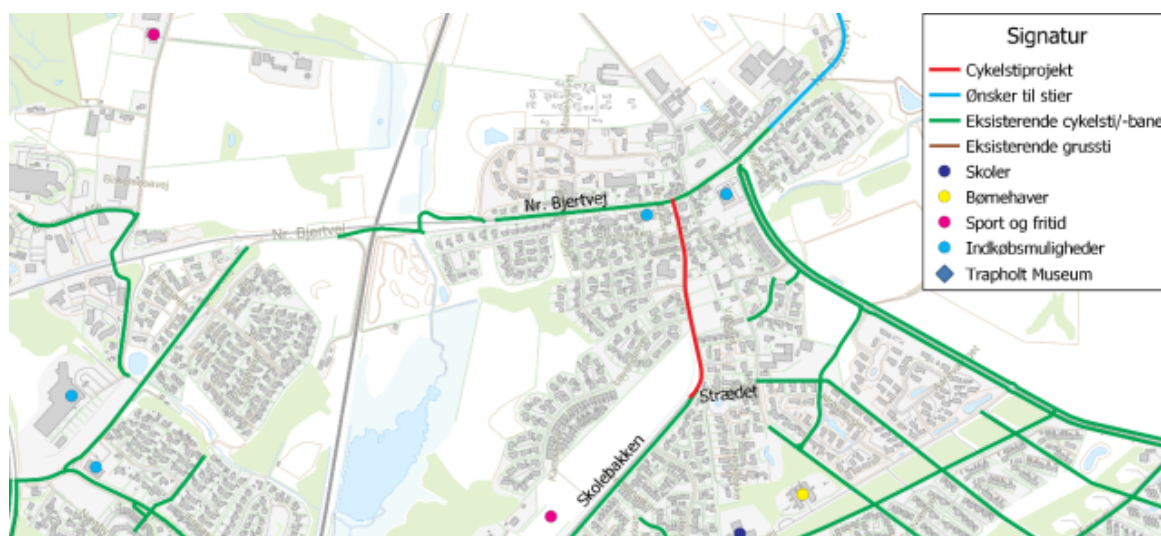 Signatur
Cykelstiprojekt
Ønsker til stier
Eksisterende cykelsti/-bane
Eksisterende grussti
Skoler
Børnehaver
Sport og fritid
Indkøbsmuligheder
Trapholt Museum
Nr. Bjertvej
Nr. Bjertvej
Strædet
Skolebakken